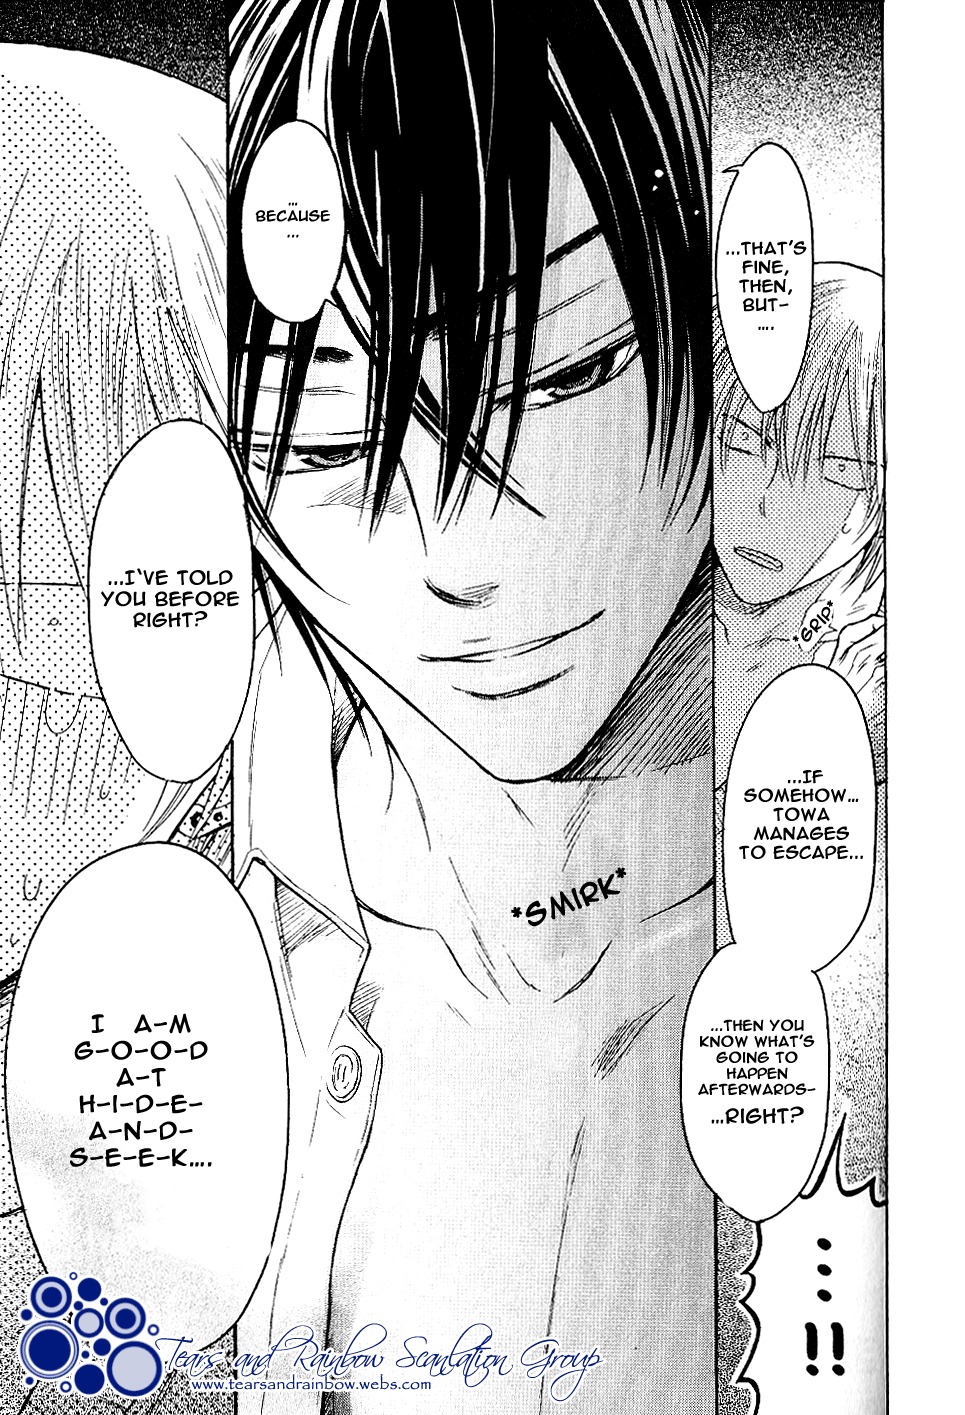 ...THAT'S
FINE,
THEN,
BUT-
....
*GRIP*
...IF
SOMEHOW...
TOWA
MANAGES
TO ESCAPE...
...THEN YOU
KNOW WHAT'S
GOING TO
HAPPEN
AFTERWARDS-
...RIGHT?
...!!
...
BECAUSE
...
*SMIRK*
...I'VE TOLD
YOU BEFORE
RIGHT?
I A-M
G-O-O-D
A-T
H-I-D-E-
A-N-D-
S-E-E-K....
Tears and Rainbow Scanlation Group
www.tearsandrainbow.webs.com